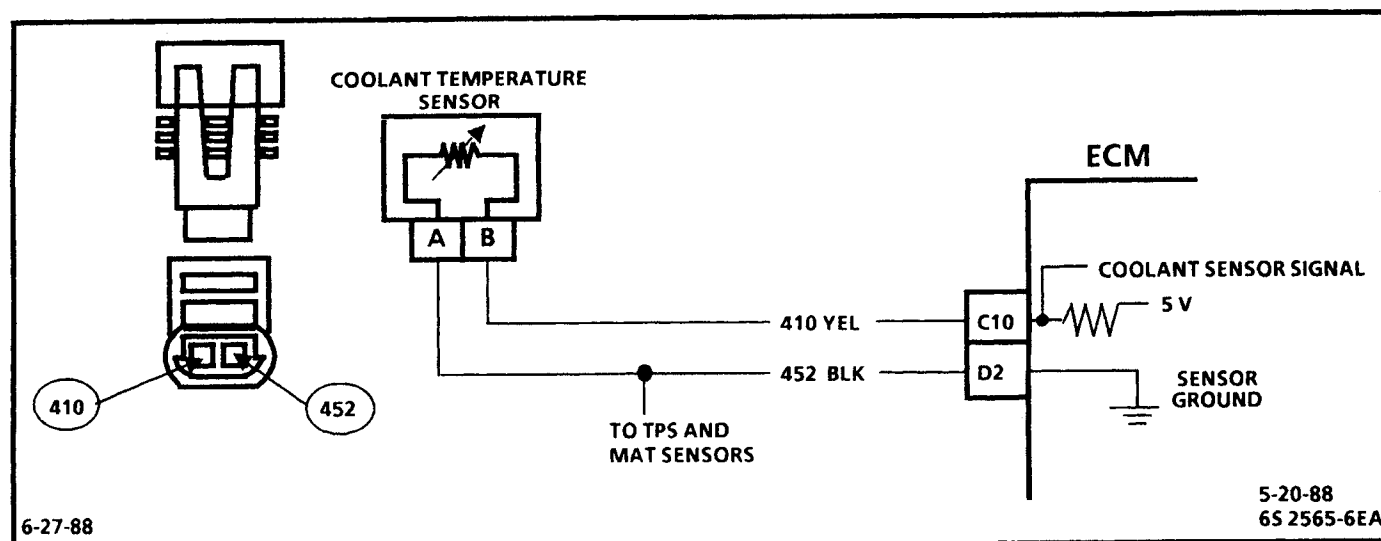 COOLANT TEMPERATURE
SENSOR
A B
ECM
COOLANT SENSOR SIGNAL
5 V
410 YEL
C10
452 BLK
D2
SENSOR
GROUND
TO TPS AND
MAT SENSORS
410
452
6-27-88
5-20-88
6S 2565-6EA